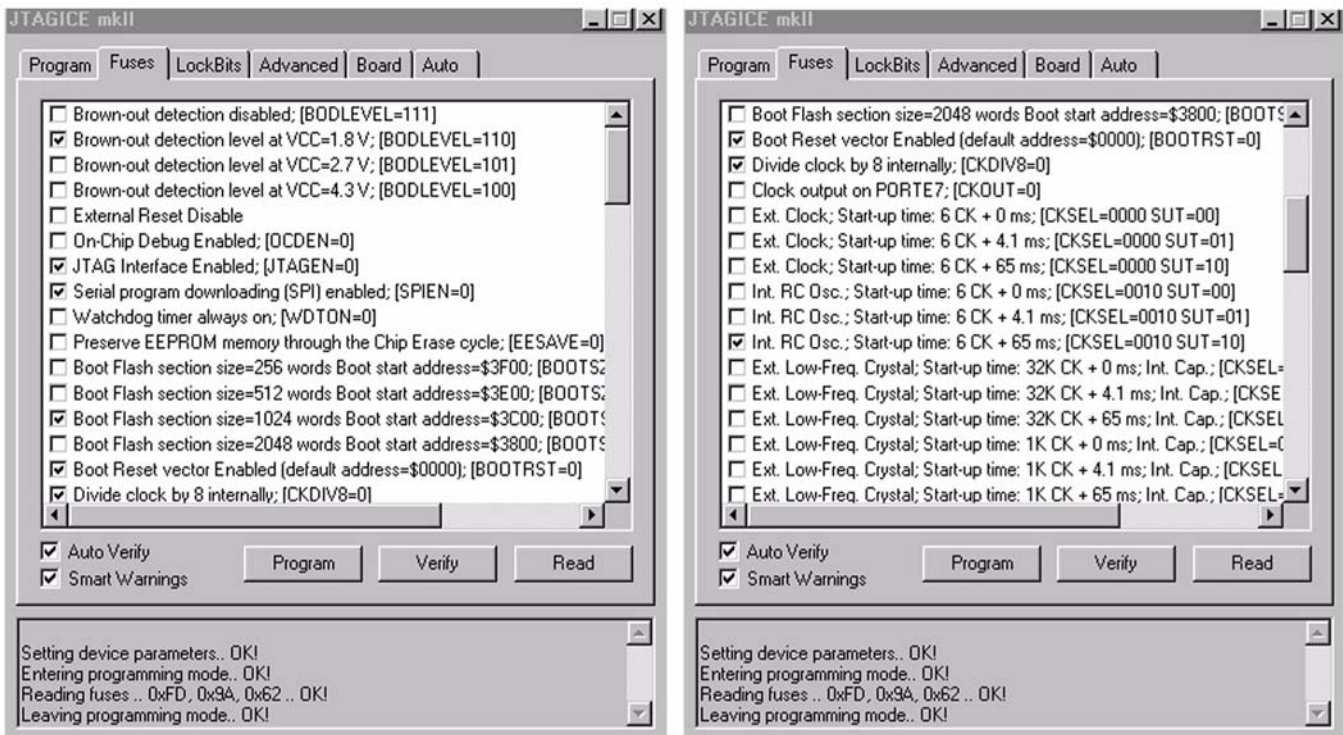 JTAGICE mkII
Program Fuses LockBits Advanced Board Auto
Brown-out detection disabled; [BODLEVEL=111]
Brown-out detection level at VCC=1.8 V; [BODLEVEL=110]
Brown-out detection level at VCC=2.7 V; [BODLEVEL=101]
Brown-out detection level at VCC=4.3 V; [BODLEVEL=100]
External Reset Disable
On-Chip Debug Enabled; [OCDEN=0]
JTAG Interface Enabled; [JTAGEN=0]
Serial program downloading (SPI) enabled; [SPIEN=0]
Watchdog timer always on; [WDTON=0]
Preserve EEPROM memory through the Chip Erase cycle; [EESAVE=0]
Boot Flash section size=256 words Boot start address=$3F00; [BOOTSZ
Boot Flash section size=512 words Boot start address=$3E00; [BOOTSZ
Boot Flash section size=1024 words Boot start address=$3C00; [BOOTS
Boot Flash section size=2048 words Boot start address=$3800; [BOOTS
Boot Reset vector Enabled (default address=$0000); [BOOTRST=0]
Divide clock by 8 internally; [CKDIV8=0]
Auto Verify
Smart Warnings
Program Verify Read
Setting device parameters.. OK!
Entering programming mode.. OK!
Reading fuses .. 0xFD, 0x9A, 0x62 .. OK!
Leaving programming mode.. OK!
JTAGICE mkII
Program Fuses LockBits Advanced Board Auto
Boot Flash section size=2048 words Boot start address=$3800; [BOOTS
Boot Reset vector Enabled (default address=$0000); [BOOTRST=0]
Divide clock by 8 internally; [CKDIV8=0]
Clock output on PORTE7; [CKOUT=0]
Ext. Clock; Start-up time: 6 CK + 0 ms; [CKSEL=0000 SUT=00]
Ext. Clock; Start-up time: 6 CK + 4.1 ms; [CKSEL=0000 SUT=01]
Ext. Clock; Start-up time: 6 CK + 65 ms; [CKSEL=0000 SUT=10]
Int. RC Osc.; Start-up time: 6 CK + 0 ms; [CKSEL=0010 SUT=00]
Int. RC Osc.; Start-up time: 6 CK + 4.1 ms; [CKSEL=0010 SUT=01]
Int. RC Osc.; Start-up time: 6 CK + 65 ms; [CKSEL=0010 SUT=10]
Ext. Low-Freq. Crystal; Start-up time: 32K CK + 0 ms; Int. Cap.; [CKSEL=
Ext. Low-Freq. Crystal; Start-up time: 32K CK + 4.1 ms; Int. Cap.; [CKSE
Ext. Low-Freq. Crystal; Start-up time: 32K CK + 65 ms; Int. Cap.; [CKSEL
Ext. Low-Freq. Crystal; Start-up time: 1K CK + 0 ms; Int. Cap.; [CKSEL=0
Ext. Low-Freq. Crystal; Start-up time: 1K CK + 4.1 ms; Int. Cap.; [CKSEL
Ext. Low-Freq. Crystal; Start-up time: 1K CK + 65 ms; Int. Cap.; [CKSEL=
Auto Verify
Smart Warnings
Program Verify Read
Setting device parameters.. OK!
Entering programming mode.. OK!
Reading fuses .. 0xFD, 0x9A, 0x62 .. OK!
Leaving programming mode.. OK!